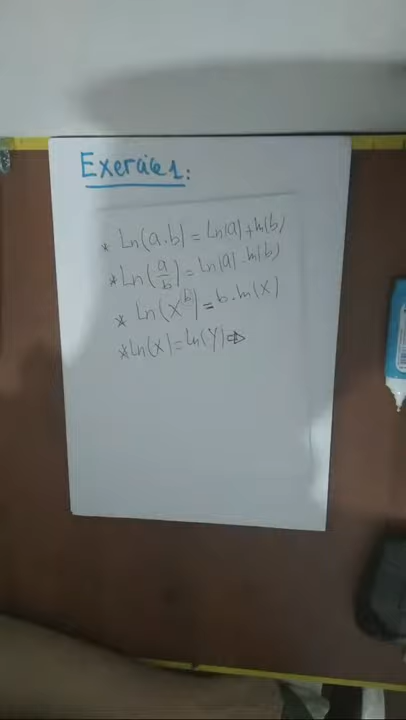 Exercice 1:
* Ln(a.b) = Ln(a) + ln(b)
* Ln(a/b) = Ln(a) - ln(b)
* Ln(x^b) = b.ln(x)
* Ln(x) = Ln(y) ⇒